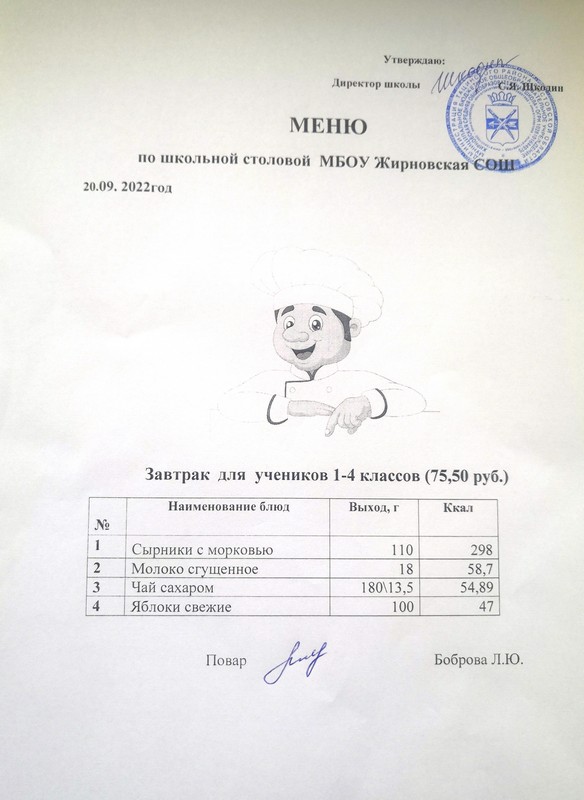 Утверждаю:
Директор школы С.Я. Шкодин
МЕНЮ
по школьной столовой МБОУ Жирновская СОШ
20.09. 2022год
Завтрак для учеников 1-4 классов (75,50 руб.)
№ Наименование блюд Выход, г Ккал
1 Сырники с морковью 110 298
2 Молоко сгущенное 18 58,7
3 Чай сахаром 180\13,5 54,89
4 Яблоки свежие 100 47
Повар Боброва Л.Ю.